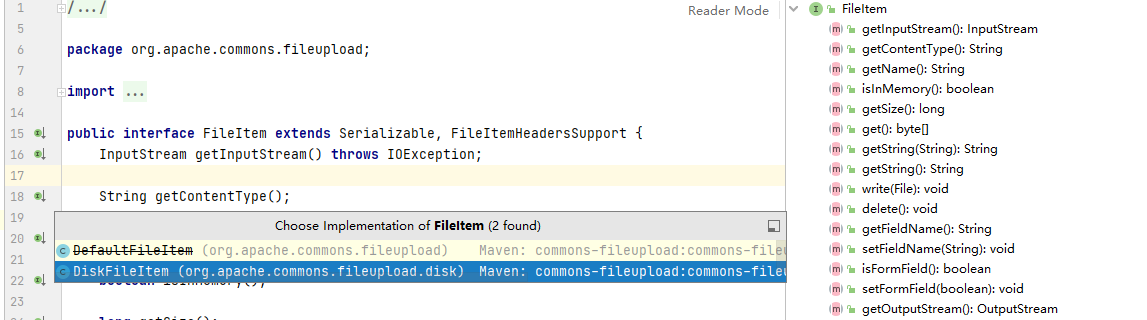 1 /.../
Reader Mode
5
6 package org.apache.commons.fileupload;
7
8 import ...
14
15 public interface FileItem extends Serializable, FileItemHeadersSupport {
16 InputStream getInputStream() throws IOException;
17
18 String getContentType();
19
Choose Implementation of FileItem (2 found)
20
DefaultFileItem (org.apache.commons.fileupload) Maven: commons-fileupload:commons-fileu
21
DiskFileItem (org.apache.commons.fileupload.disk) Maven: commons-fileupload:commons-fileu
22 boolean isInMemory();
23
long getSize();
FileItem
getInputStream(): InputStream
getContentType(): String
getName(): String
isInMemory(): boolean
getSize(): long
get(): byte[]
getString(String): String
getString(): String
write(File): void
delete(): void
getFieldName(): String
setFieldName(String): void
isFormField(): boolean
setFormField(boolean): void
getOutputStream(): OutputStream